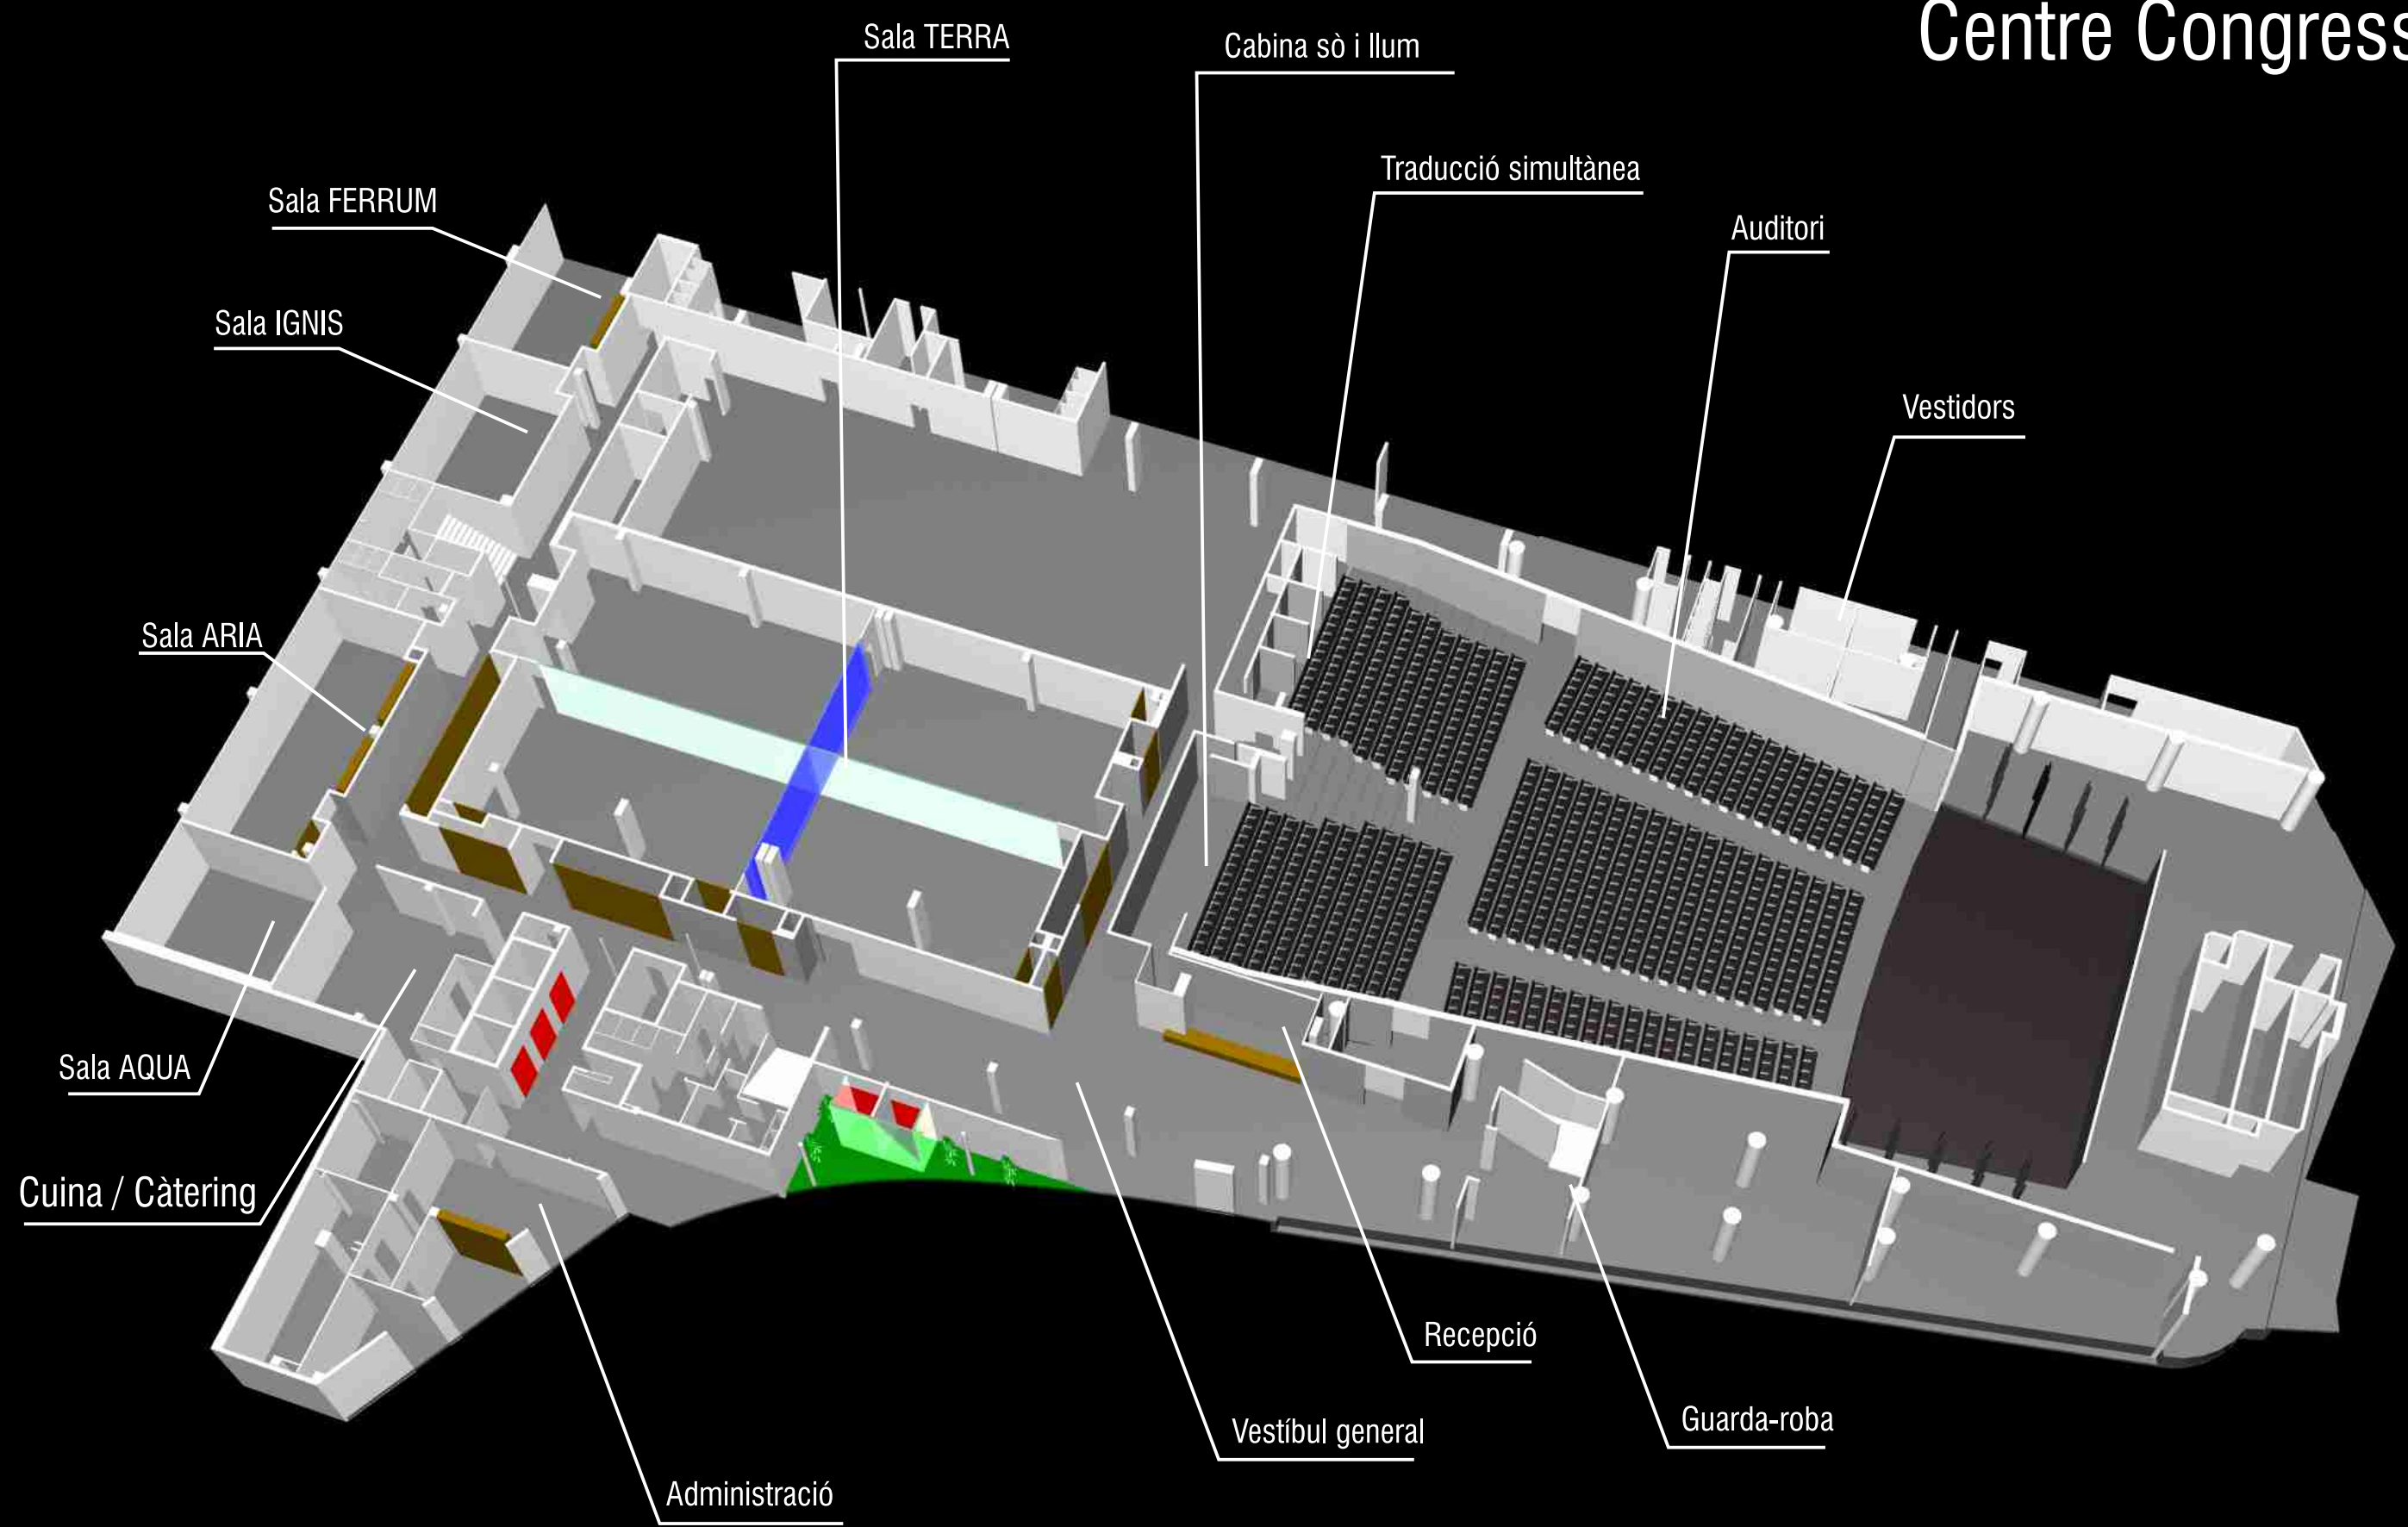 Centre Congress
Sala TERRA
Cabina sò i llum
Traducció simultànea
Sala FERRUM
Auditori
Sala IGNIS
Vestidors
Sala ARIA
Sala AQUA
Cuina / Càtering
Recepció
Guarda-roba
Vestíbul general
Administració